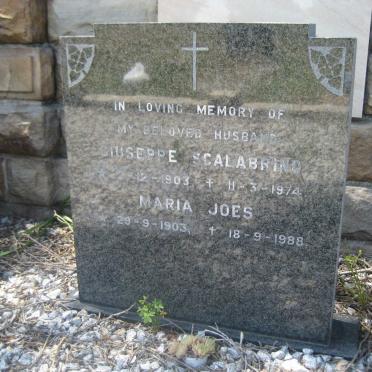 IN LOVING MEMORY OF
MY BELOVED HUSBAND
GIUSEPPE SCALABRINO
-12-1903 † 11-3-1974
MARIA JOES
29-9-1903, † 18-9-1988